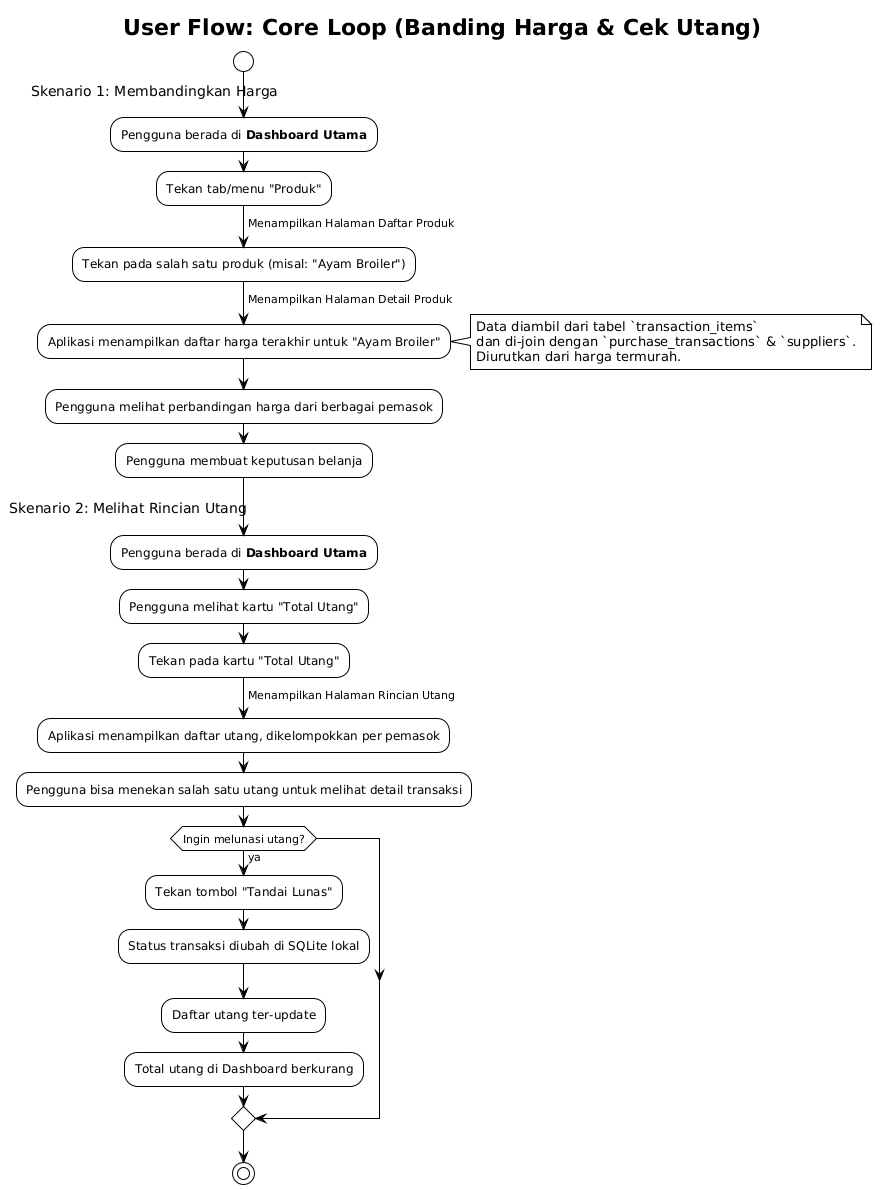 User Flow: Core Loop (Banding Harga & Cek Utang)
Skenario 1: Membandingkan Harga
Pengguna berada di Dashboard Utama
Tekan tab/menu "Produk"
Menampilkan Halaman Daftar Produk
Tekan pada salah satu produk (misal: "Ayam Broiler")
Menampilkan Halaman Detail Produk
Aplikasi menampilkan daftar harga terakhir untuk "Ayam Broiler"
Data diambil dari tabel `transaction_items`
dan di-join dengan `purchase_transactions` & `suppliers`.
Diurutkan dari harga termurah.
Pengguna melihat perbandingan harga dari berbagai pemasok
Pengguna membuat keputusan belanja
Skenario 2: Melihat Rincian Utang
Pengguna berada di Dashboard Utama
Pengguna melihat kartu "Total Utang"
Tekan pada kartu "Total Utang"
Menampilkan Halaman Rincian Utang
Aplikasi menampilkan daftar utang, dikelompokkan per pemasok
Pengguna bisa menekan salah satu utang untuk melihat detail transaksi
Ingin melunasi utang?
ya
Tekan tombol "Tandai Lunas"
Status transaksi diubah di SQLite lokal
Daftar utang ter-update
Total utang di Dashboard berkurang